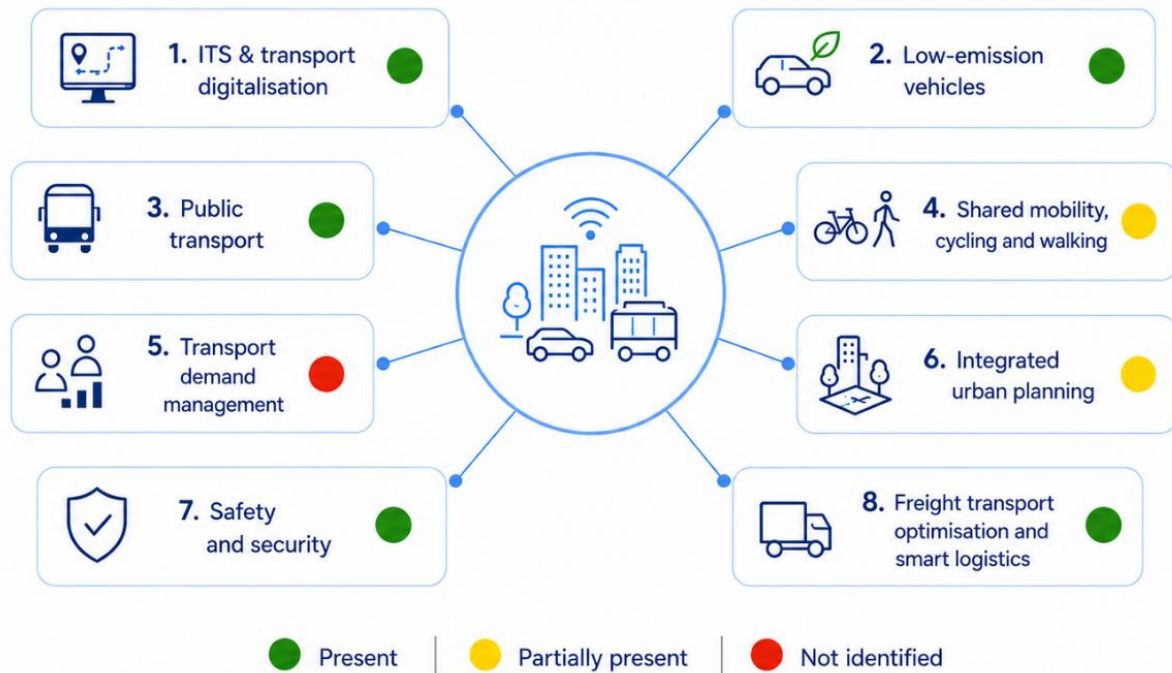 1. ITS & transport
digitalisation
2. Low-emission
vehicles
3. Public
transport
4. Shared mobility,
cycling and walking
5. Transport
demand
management
6. Integrated
urban planning
7. Safety
and security
8. Freight transport
optimisation and
smart logistics
Present
Partially present
Not identified